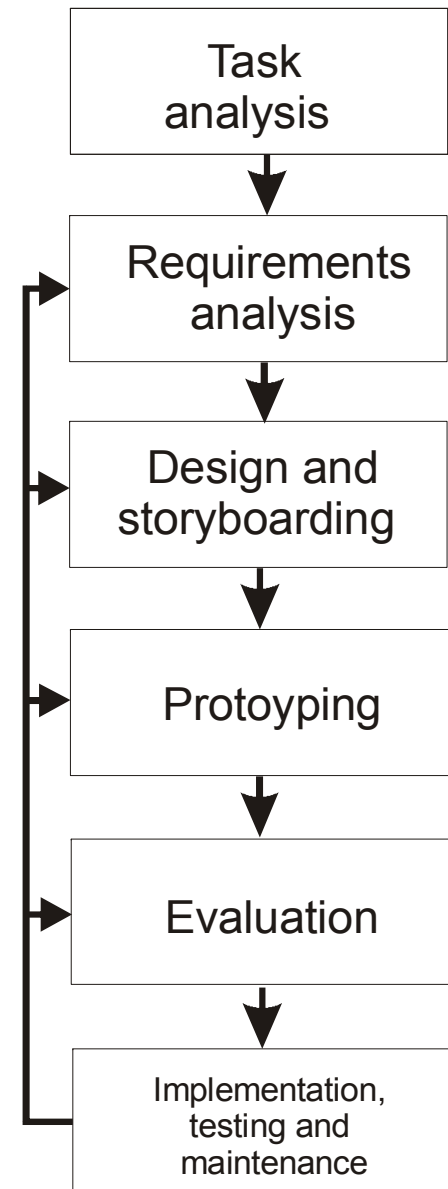 Task
analysis
Requirements
analysis
Design and
storyboarding
Protoyping
Evaluation
Implementation,
testing and
maintenance